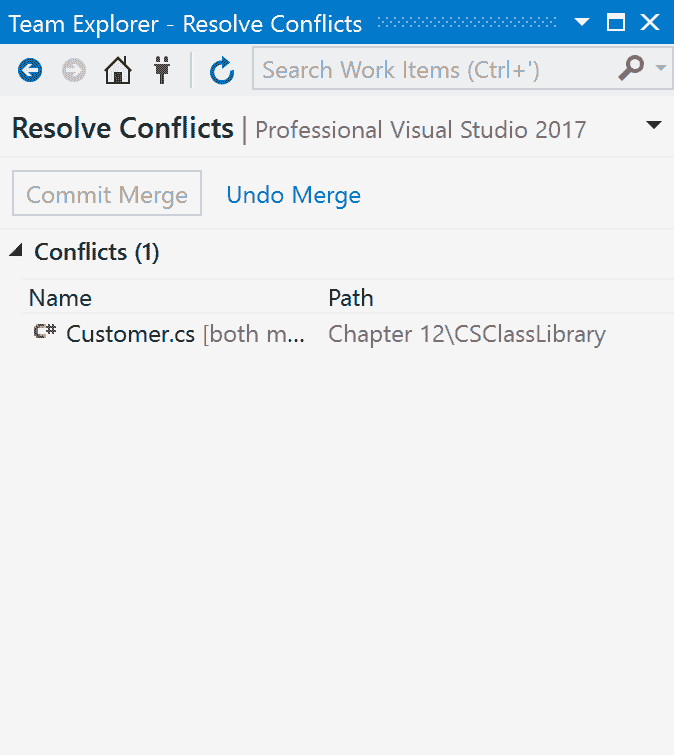 Team Explorer - Resolve Conflicts
Search Work Items (Ctrl+')
Resolve Conflicts | Professional Visual Studio 2017
Commit Merge Undo Merge
Conflicts (1)
Name Path
C# Customer.cs [both m... Chapter 12\CSClassLibrary